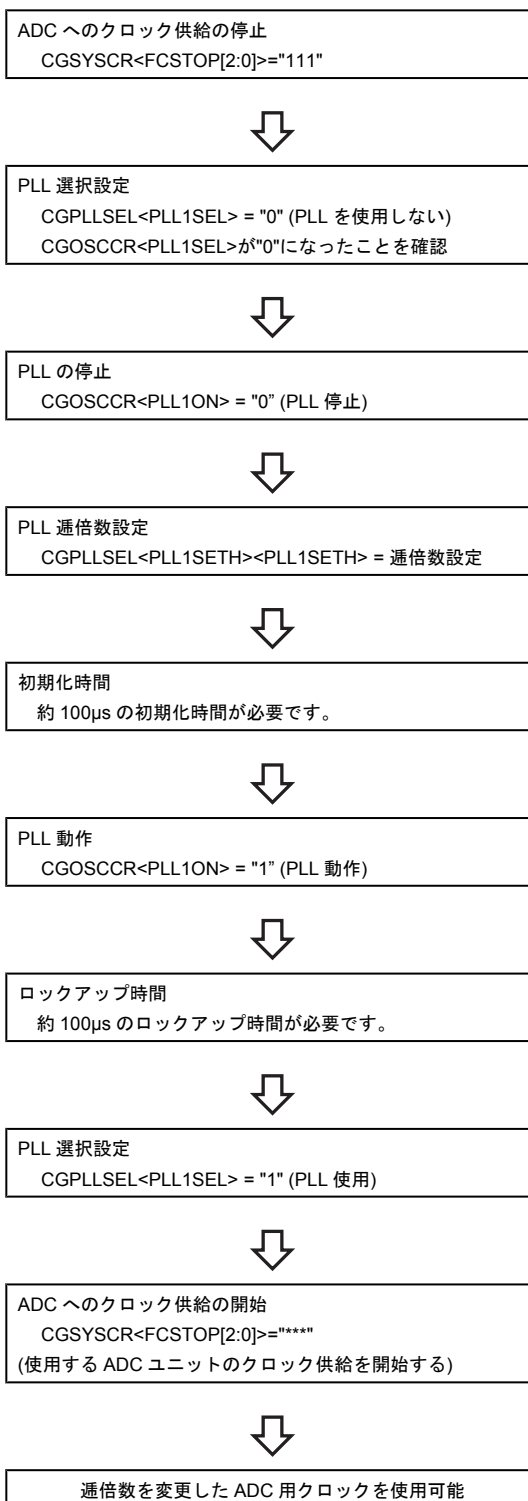 ADC へのクロック供給の停止
CGSYSCR<FCSTOP[2:0]>="111"
PLL 選択設定
CGPLLSEL<PLL1SEL> = "0" (PLL を使用しない)
CGOSCCR<PLL1SEL>が"0"になったことを確認
PLL の停止
CGOSCCR<PLL1ON> = "0” (PLL 停止)
PLL 逓倍数設定
CGPLLSEL<PLL1SETH><PLL1SETH> = 逓倍数設定
初期化時間
約 100μs の初期化時間が必要です。
PLL 動作
CGOSCCR<PLL1ON> = "1” (PLL 動作)
ロックアップ時間
約 100μs のロックアップ時間が必要です。
PLL 選択設定
CGPLLSEL<PLL1SEL> = "1" (PLL 使用)
ADC へのクロック供給の開始
CGSYSCR<FCSTOP[2:0]>="***"
(使用する ADC ユニットのクロック供給を開始する)
逓倍数を変更した ADC 用クロックを使用可能